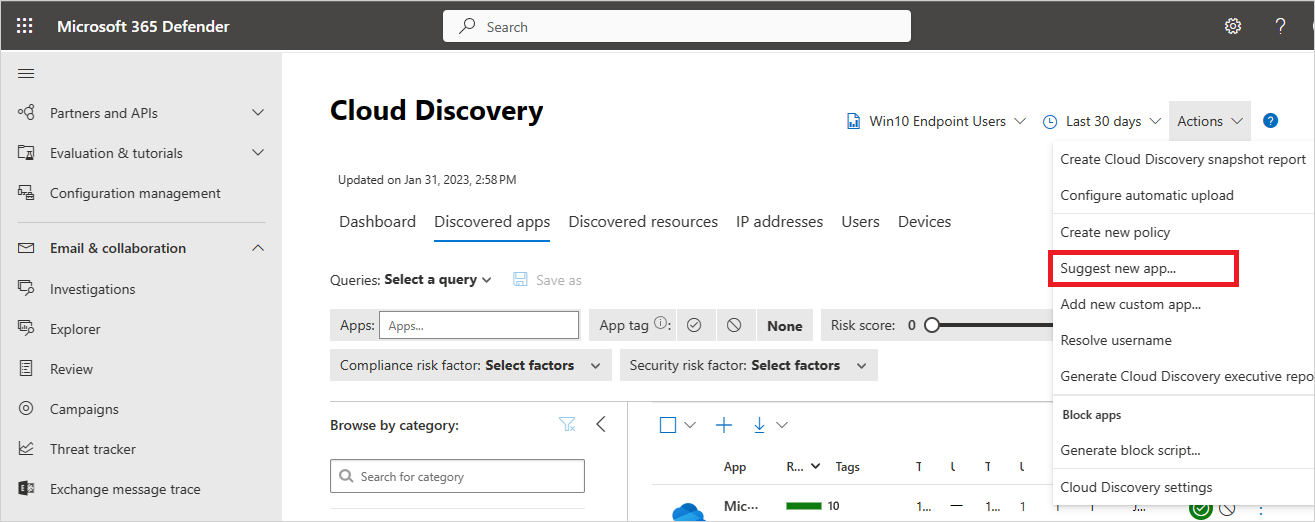 Microsoft 365 Defender
Search
?
Partners and APIs
Evaluation & tutorials
Configuration management
Email & collaboration
Investigations
Explorer
Review
Campaigns
Threat tracker
Exchange message trace
Cloud Discovery
Win10 Endpoint Users
Last 30 days
Actions
?
Updated on Jan 31, 2023, 2:58PM
Dashboard Discovered apps Discovered resources IP addresses Users Devices
Queries: Select a query
Save as
Apps: Apps...
App tag : None
Risk score: 0
Compliance risk factor: Select factors
Security risk factor: Select factors
Browse by category:
Search for category
App R... Tags T U T U
Mic... 10 1... — 1... 1 1 J...
Create Cloud Discovery snapshot report
Configure automatic upload
Create new policy
Suggest new app...
Add new custom app...
Resolve username
Generate Cloud Discovery executive repo
Block apps
Generate block script...
Cloud Discovery settings